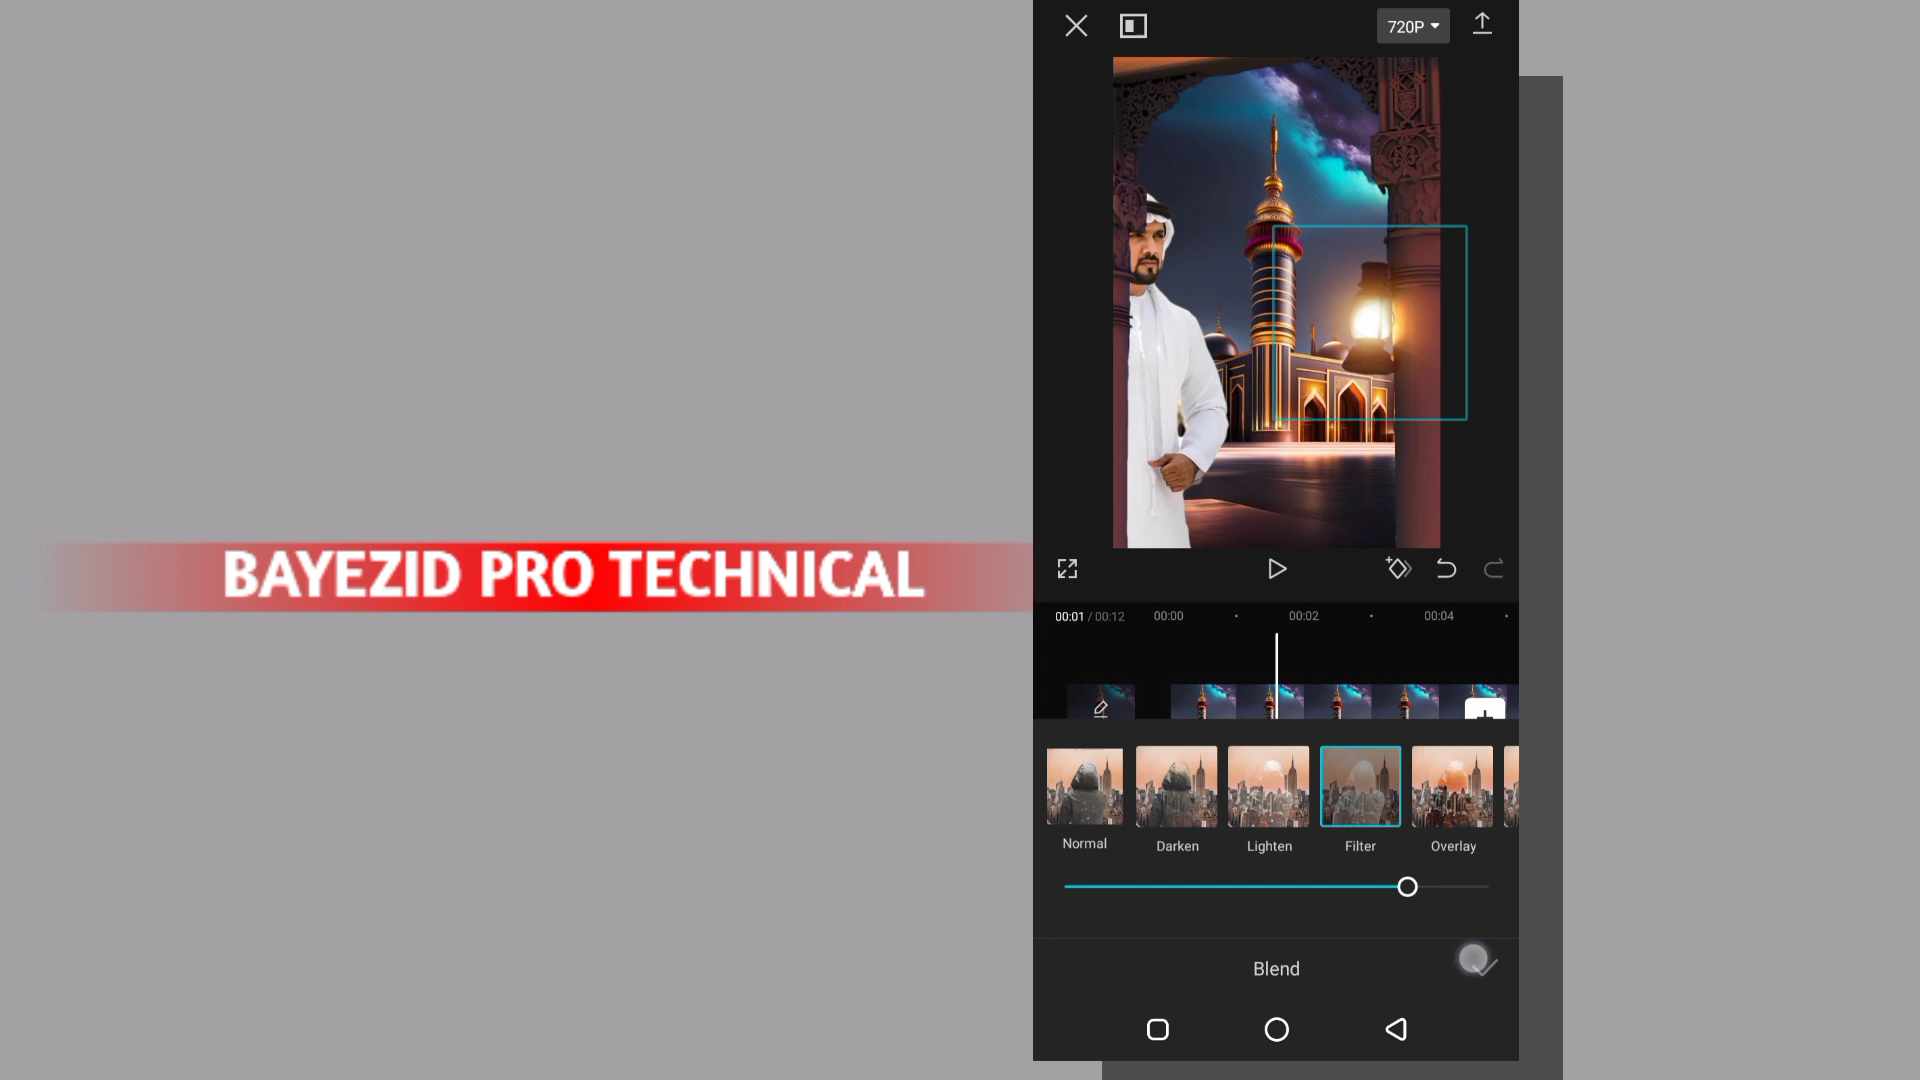 720P
BAYEZID PRO TECHNICAL
00:01 / 00:12 00:00 00:02 00:04
Normal Darken Lighten Filter Overlay
Blend